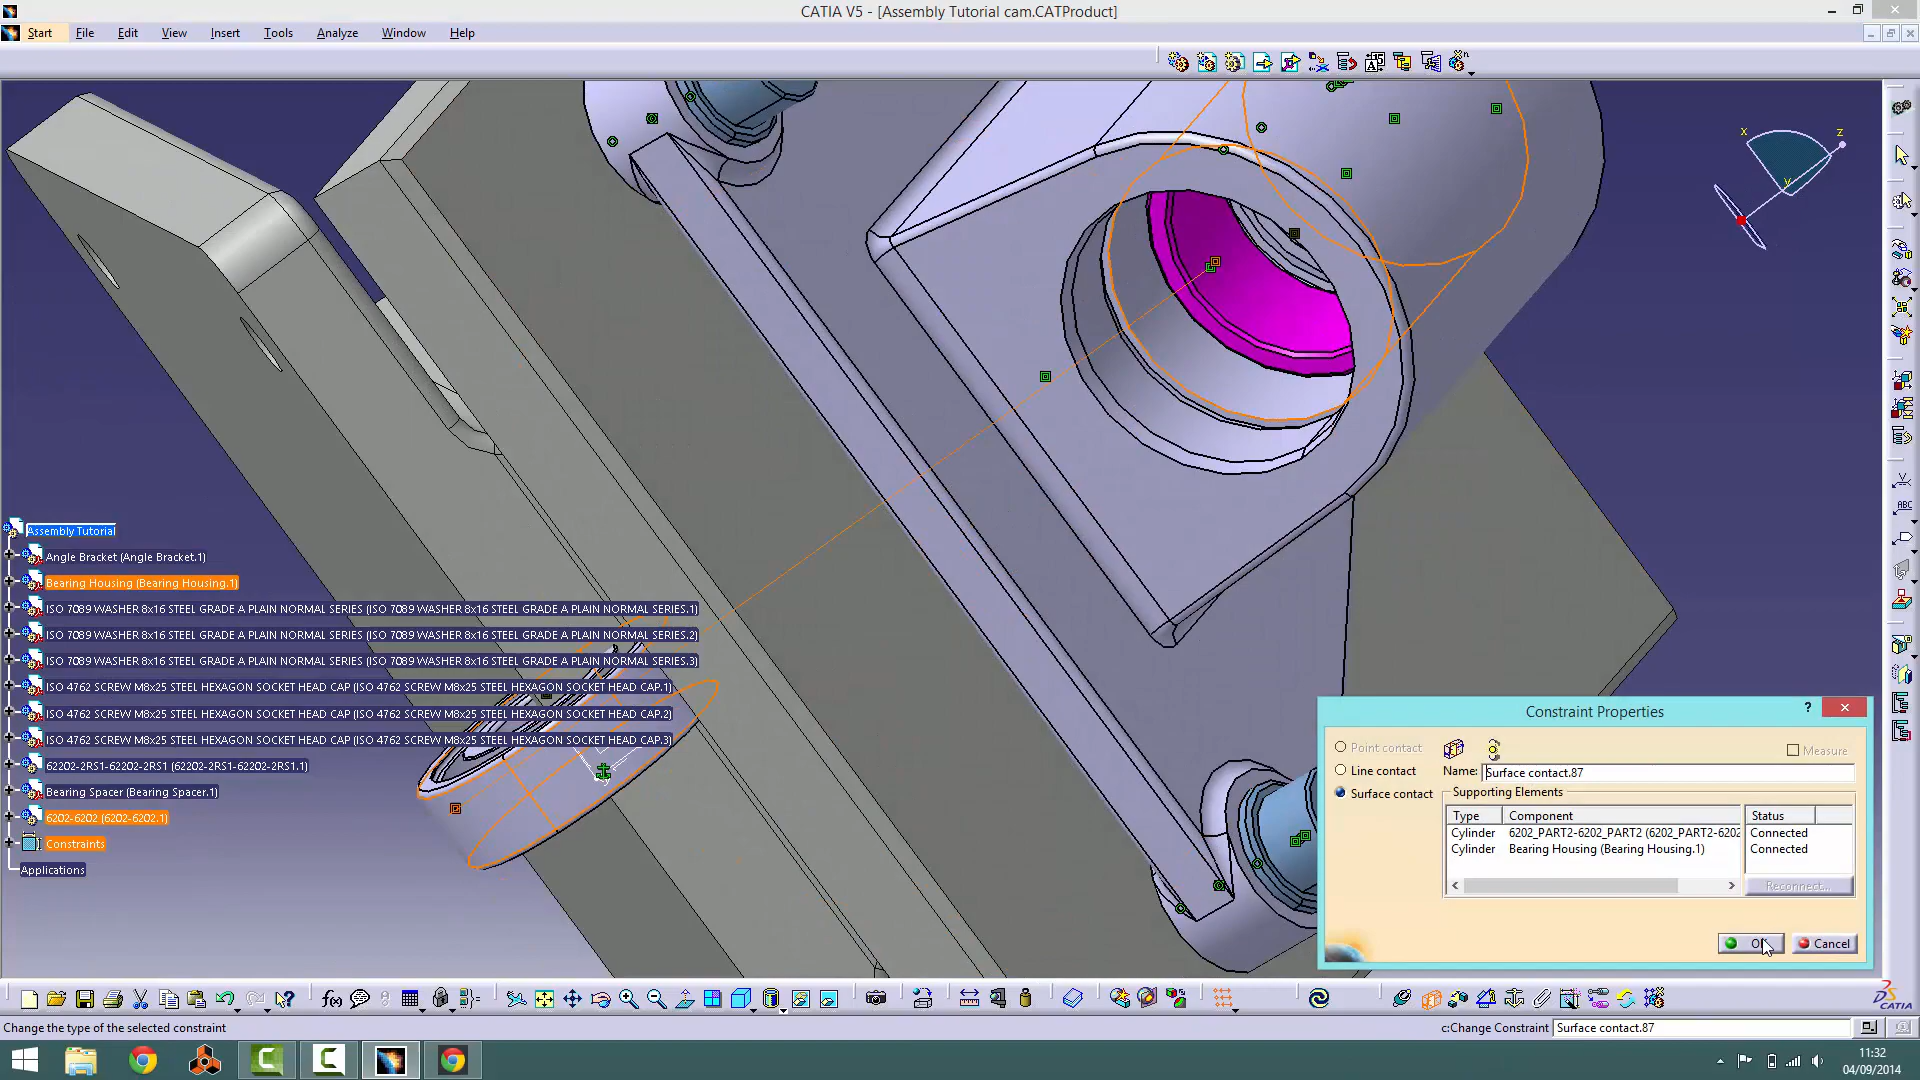 CATIA V5 - [Assembly Tutorial cam.CATProduct]
Start File Edit View Insert Tools Analyze Window Help
x
z
y
Assembly Tutorial
Angle Bracket (Angle Bracket.1)
Bearing Housing (Bearing Housing.1)
ISO 7089 WASHER 8x16 STEEL GRADE A PLAIN NORMAL SERIES (ISO 7089 WASHER 8x16 STEEL GRADE A PLAIN NORMAL SERIES.1)
ISO 7089 WASHER 8x16 STEEL GRADE A PLAIN NORMAL SERIES (ISO 7089 WASHER 8x16 STEEL GRADE A PLAIN NORMAL SERIES.2)
ISO 7089 WASHER 8x16 STEEL GRADE A PLAIN NORMAL SERIES (ISO 7089 WASHER 8x16 STEEL GRADE A PLAIN NORMAL SERIES.3)
ISO 4762 SCREW M8x25 STEEL HEXAGON SOCKET HEAD CAP (ISO 4762 SCREW M8x25 STEEL HEXAGON SOCKET HEAD CAP.1)
ISO 4762 SCREW M8x25 STEEL HEXAGON SOCKET HEAD CAP (ISO 4762 SCREW M8x25 STEEL HEXAGON SOCKET HEAD CAP.2)
ISO 4762 SCREW M8x25 STEEL HEXAGON SOCKET HEAD CAP (ISO 4762 SCREW M8x25 STEEL HEXAGON SOCKET HEAD CAP.3)
62202-2RS1-62202-2RS1 (62202-2RS1-62202-2RS1.1)
Bearing Spacer (Bearing Spacer.1)
6202-6202 (6202-6202.1)
Constraints
Applications
Constraint Properties
?
Point contact
Measure
Line contact
Name: Surface contact.87
Surface contact
Supporting Elements
Type Component Status
Cylinder 6202_PART2-6202_PART2 (6202_PART2-6202 Connected
Cylinder Bearing Housing (Bearing Housing.1) Connected
Reconnect...
OK Cancel
ABC
f(x)
CATIA
Change the type of the selected constraint
c:Change Constraint Surface contact.87
11:32
04/09/2014